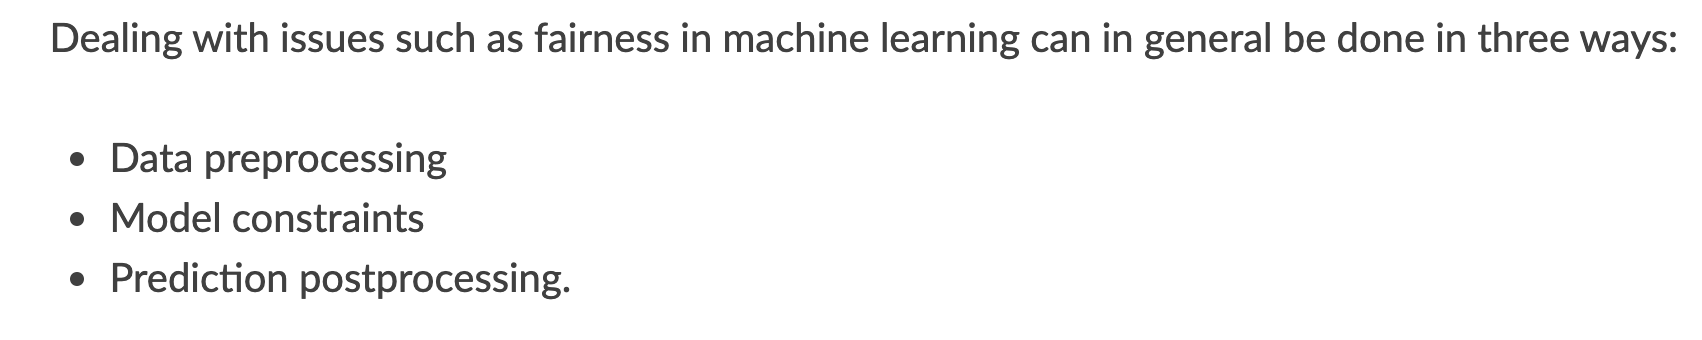 Dealing with issues such as fairness in machine learning can in general be done in three ways:
• Data preprocessing
• Model constraints
• Prediction postprocessing.